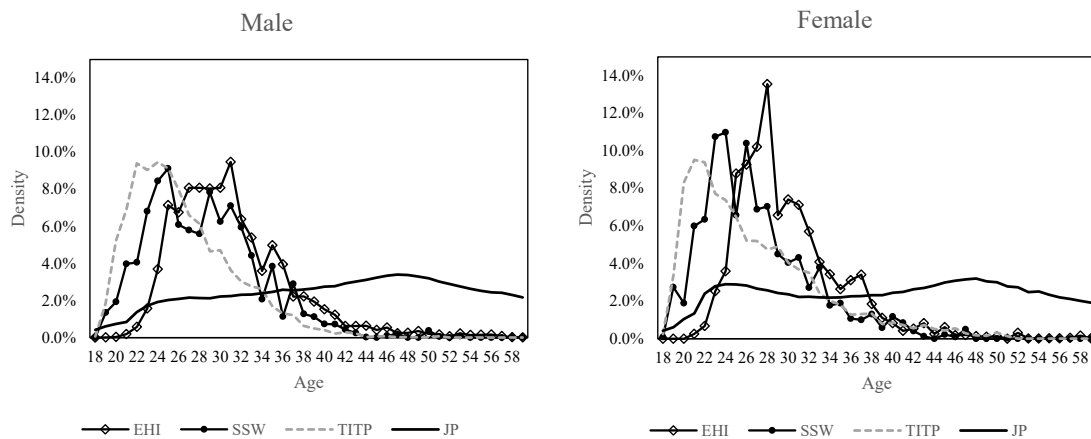 Male
14.0%
12.0%
10.0%
8.0%
6.0%
4.0%
2.0%
0.0%
Density
18 20 22 24 26 28 30 32 34 36 38 40 42 44 46 48 50 52 54 56 58
Age
EHI SSW TITP JP
Female
14.0%
12.0%
10.0%
8.0%
6.0%
4.0%
2.0%
0.0%
Density
18 20 22 24 26 28 30 32 34 36 38 40 42 44 46 48 50 52 54 56 58
Age
EHI SSW TITP JP